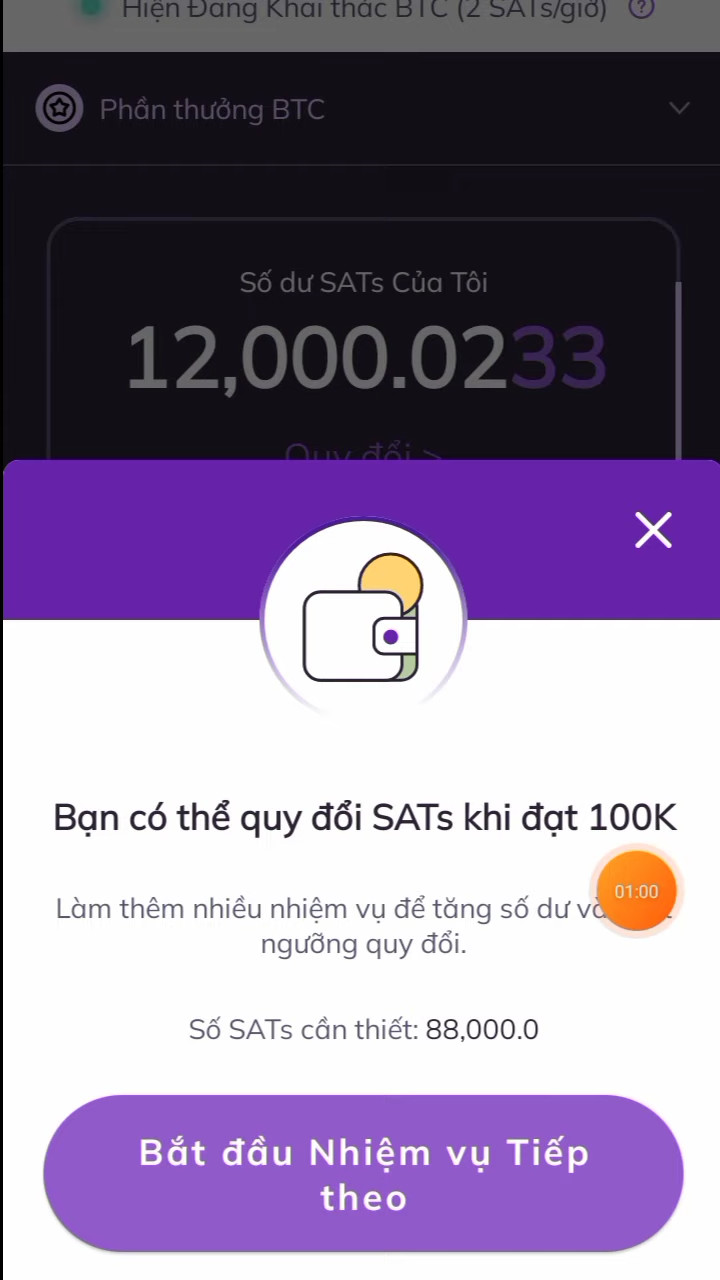 Hiện Đang Khai thác BTC (2 SATs/giờ) ?
Phần thưởng BTC
Số dư SATs Của Tôi
12,000.0233
Quy đổi >
Bạn có thể quy đổi SATs khi đạt 100K
01:00
Làm thêm nhiều nhiệm vụ để tăng số dư và
ngưỡng quy đổi.
Số SATs cần thiết: 88,000.0
Bắt đầu Nhiệm vụ Tiếp
theo